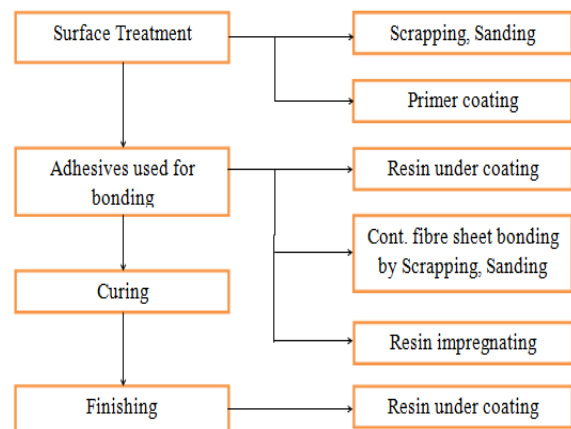 Surface Treatment
Scrapping, Sanding
Primer coating
Adhesives used for
bonding
Resin under coating
Cont. fibre sheet bonding
by Scrapping, Sanding
Curing
Resin impregnating
Finishing
Resin under coating